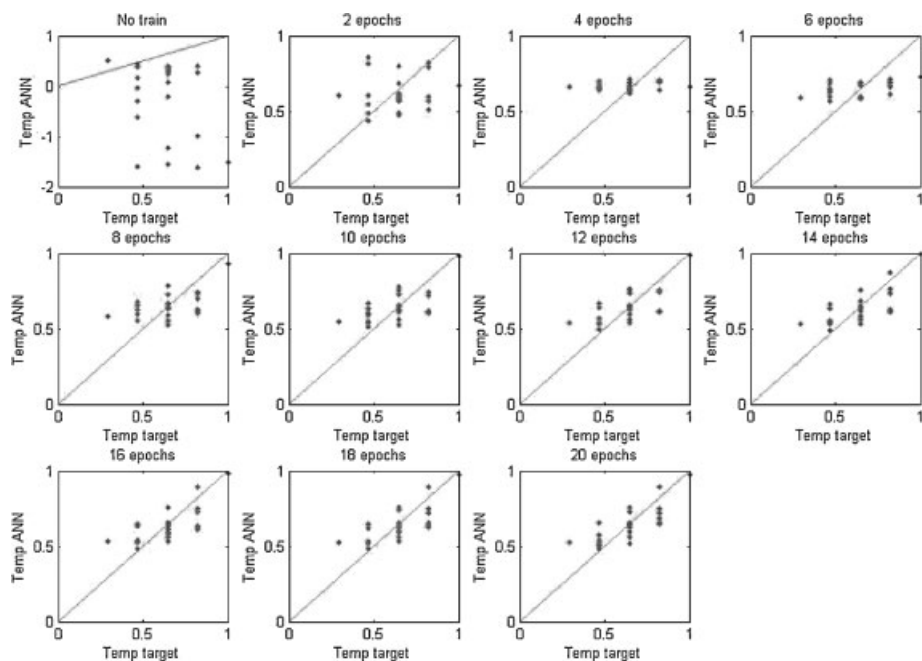 No train
2 epochs
4 epochs
6 epochs
1
0
-1
-2
Temp ANN
0
0.5
1
Temp target
1
0.5
0
Temp ANN
0
0.5
1
Temp target
1
0.5
0
Temp ANN
0
0.5
1
Temp target
1
0.5
0
Temp ANN
0
0.5
1
Temp target
8 epochs
10 epochs
12 epochs
14 epochs
1
0.5
0
Temp ANN
0
0.5
1
Temp target
1
0.5
0
Temp ANN
0
0.5
1
Temp target
1
0.5
0
Temp ANN
0
0.5
1
Temp target
1
0.5
0
Temp ANN
0
0.5
1
Temp target
16 epochs
18 epochs
20 epochs
1
0.5
0
Temp ANN
0
0.5
1
Temp target
1
0.5
0
Temp ANN
0
0.5
1
Temp target
1
0.5
0
Temp ANN
0
0.5
1
Temp target